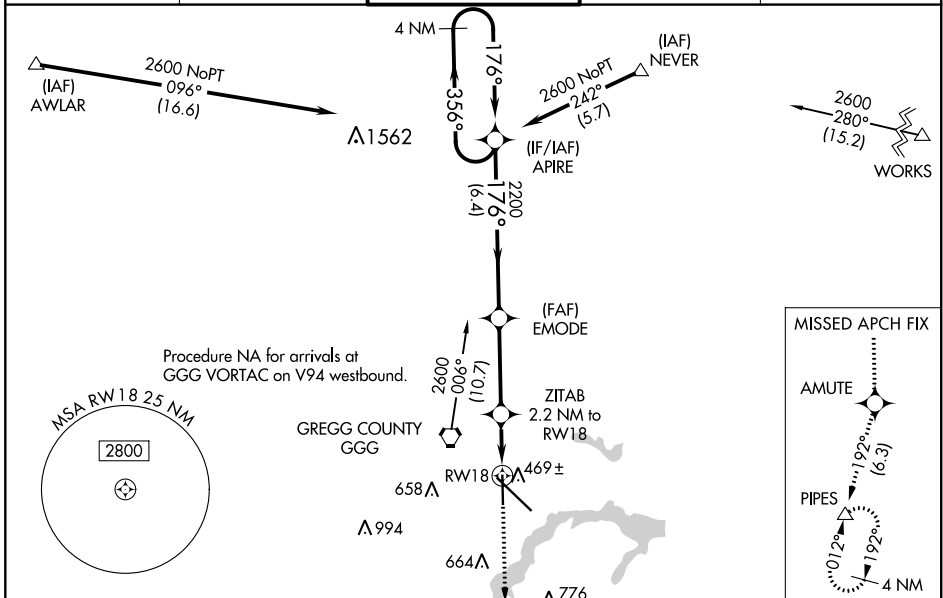 4 NM
176°
356°
2600 NoPT
096°
(16.6)
(IAF)
AWLAR
1562
(IAF)
NEVER
2600 NoPT
242°
(5.7)
(IF/IAF)
APIRE
2600
280°
(15.2)
WORKS
2200
176°
(6.4)
(FAF)
EMODE
Procedure NA for arrivals at
GGG VORTAC on V94 westbound.
2600
006°
(10.7)
ZITAB
2.2 NM to
RW18
GREGG COUNTY
GGG
MSA RW18 25 NM
2800
RW18
469±
658
994
664
776
MISSED APCH FIX
AMUTE
192°
(6.3)
PIPES
012°
192°
4 NM